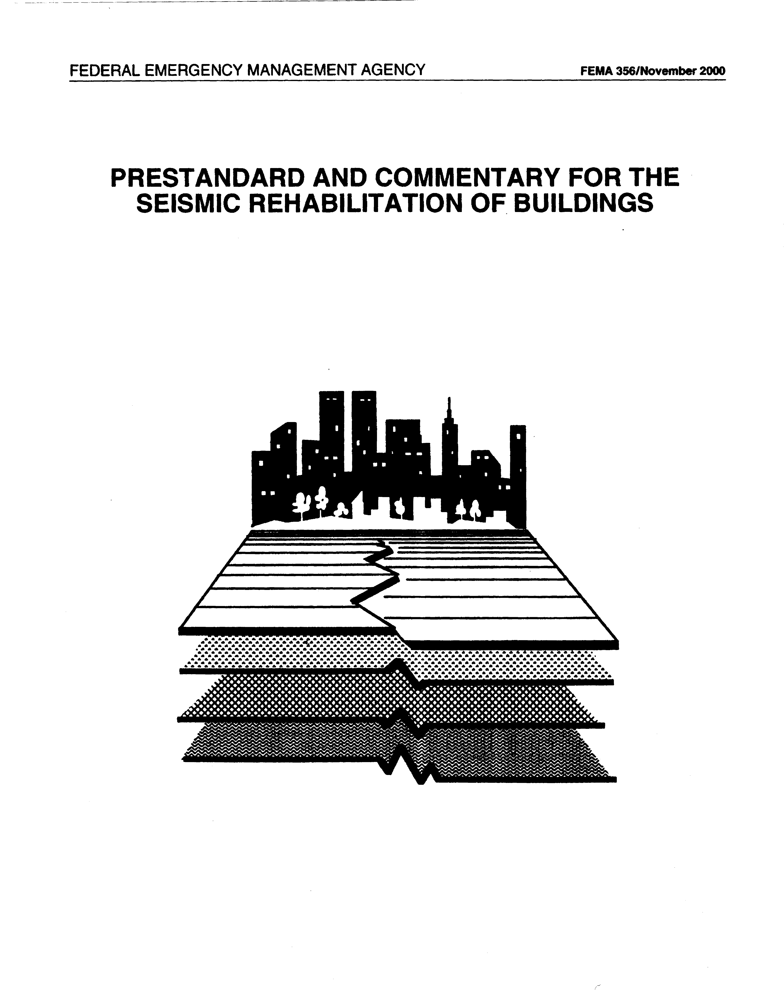 FEDERAL EMERGENCY MANAGEMENT AGENCY FEMA 356/November 2000
PRESTANDARD AND COMMENTARY FOR THE
SEISMIC REHABILITATION OF BUILDINGS